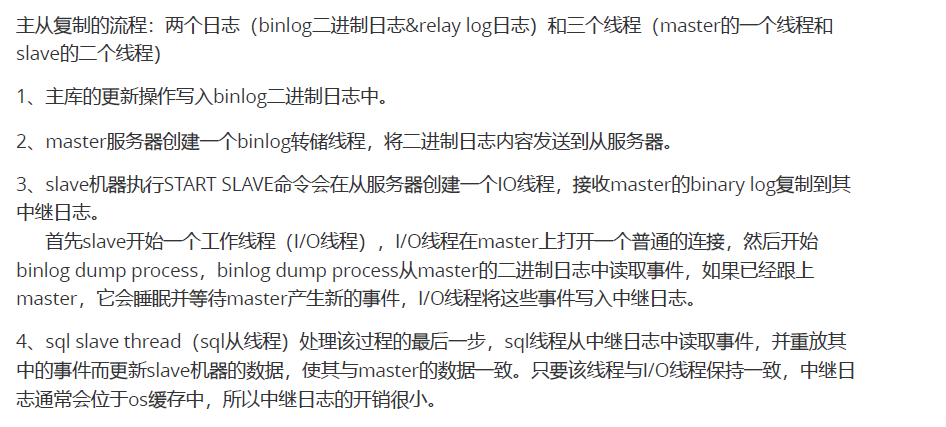 主从复制的流程：两个日志（binlog二进制日志&relay log日志）和三个线程（master的一个线程和
slave的二个线程）
1、主库的更新操作写入binlog二进制日志中。
2、master服务器创建一个binlog转储线程，将二进制日志内容发送到从服务器。
3、slave机器执行START SLAVE命令会在从服务器创建一个IO线程，接收master的binary log复制到其
中继日志。
首先slave开始一个工作线程（I/O线程），I/O线程在master上打开一个普通的连接，然后开始
binlog dump process，binlog dump process从master的二进制日志中读取事件，如果已经跟上
master，它会睡眠并等待master产生新的事件，I/O线程将这些事件写入中继日志。
4、sql slave thread（sql从线程）处理该过程的最后一步，sql线程从中继日志中读取事件，并重放其
中的事件而更新slave机器的数据，使其与master的数据一致。只要该线程与I/O线程保持一致，中继日
志通常会位于os缓存中，所以中继日志的开销很小。